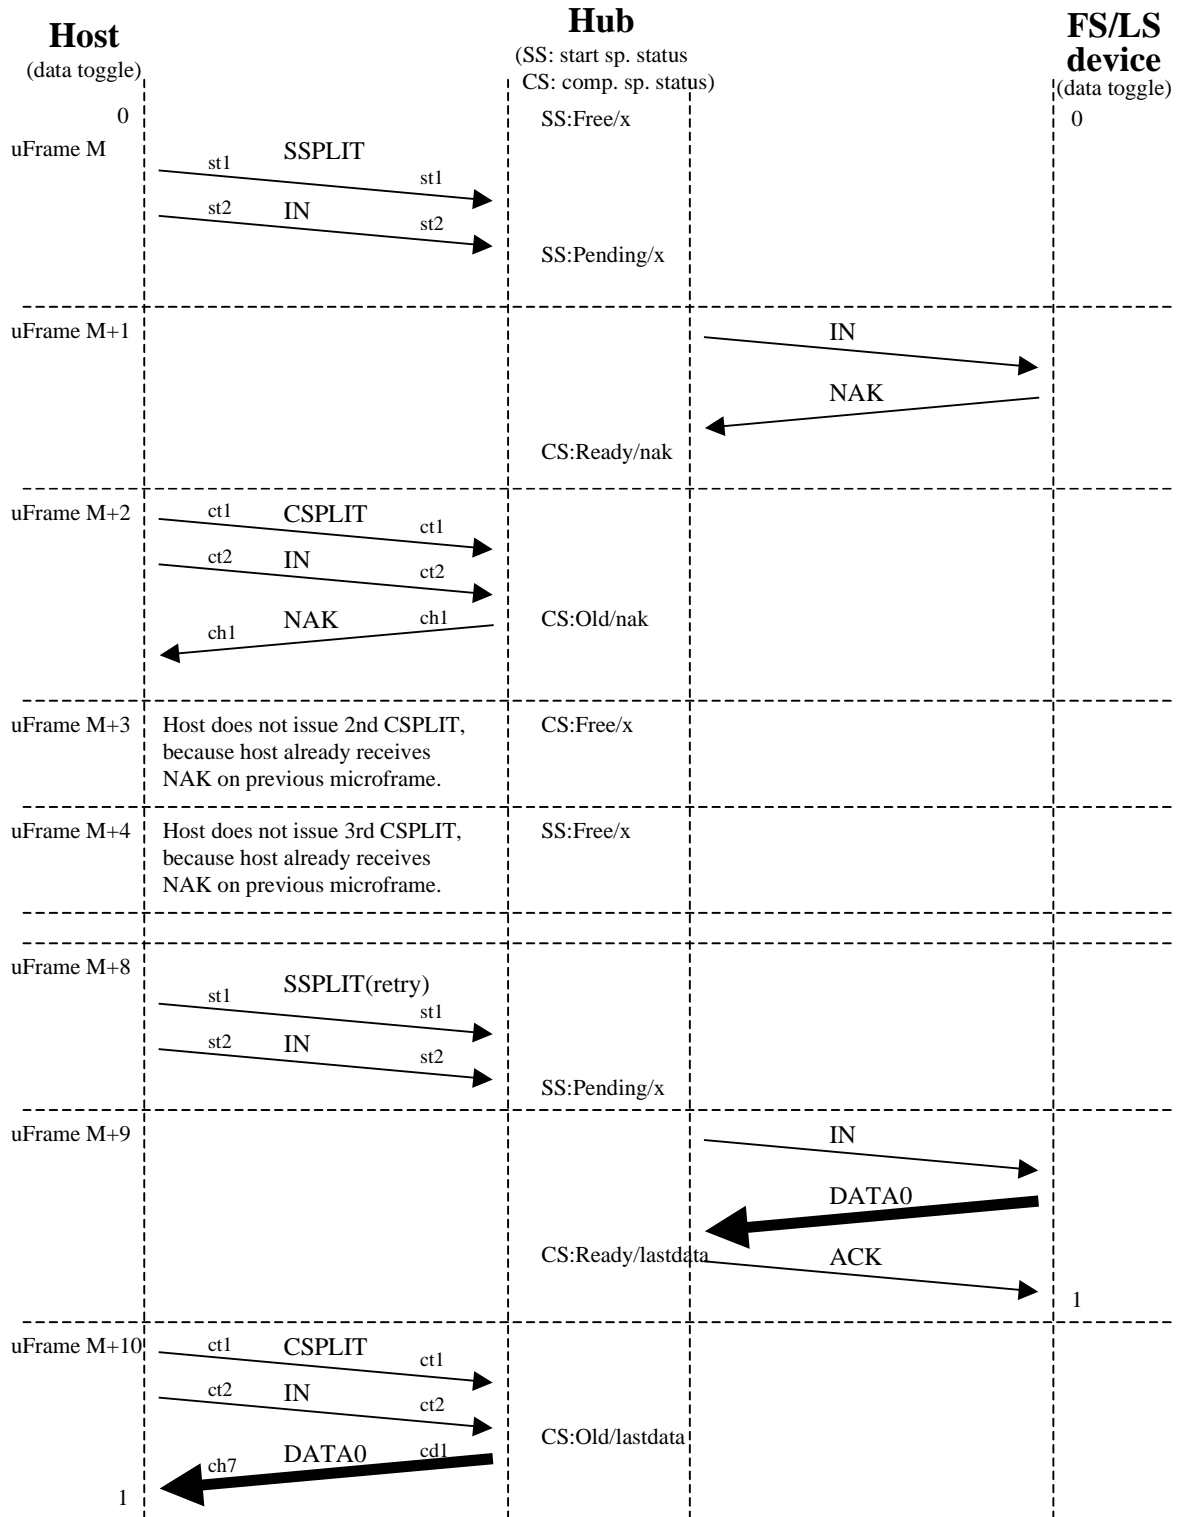 Host
(data toggle)
Hub
(SS: start sp. status
CS: comp. sp. status)
FS/LS
device
(data toggle)
0
SS:Free/x
0
uFrame M
st1
SSPLIT
st1
st2
IN
st2
SS:Pending/x
uFrame M+1
IN
NAK
CS:Ready/nak
uFrame M+2
ct1
CSPLIT
ct1
ct2
IN
ct2
ch1
NAK
ch1
CS:Old/nak
uFrame M+3
Host does not issue 2nd CSPLIT,
because host already receives
NAK on previous microframe.
CS:Free/x
uFrame M+4
Host does not issue 3rd CSPLIT,
because host already receives
NAK on previous microframe.
SS:Free/x
uFrame M+8
st1
SSPLIT(retry)
st1
st2
IN
st2
SS:Pending/x
uFrame M+9
IN
DATA0
CS:Ready/lastdata
ACK
1
uFrame M+10
ct1
CSPLIT
ct1
ct2
IN
ct2
CS:Old/lastdata
ch7
DATA0
cd1
1